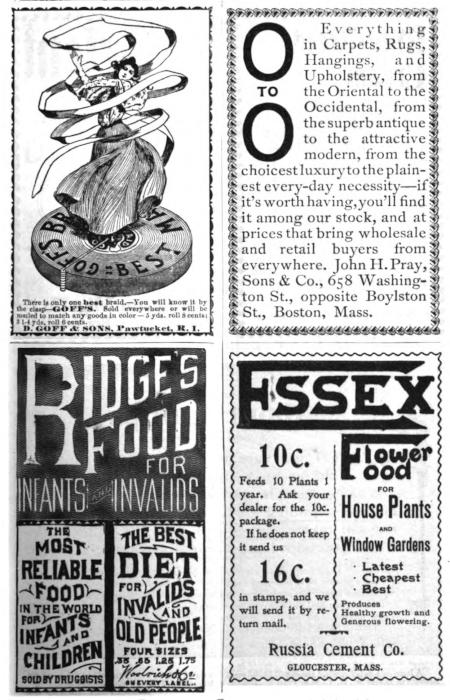 GOFF'S BR
GOFF'S BEST
There is only one best braid,—You will know it by
the clasp—GOFF'S. Sold everywhere or will be
mailed to match any goods in color—5 yds. roll 8 cents;
3 1-4 yds, roll 6 cents.
D. GOFF & SONS, Pawtucket, R. I.
O
TO
O
Everything
in Carpets, Rugs,
Hangings, and
Upholstery, from
the Oriental to the
Occidental, from
the superb antique
to the attractive
modern, from the
choicest luxury to the plain-
est every-day necessity—if
it's worth having, you'll find
it among our stock, and at
prices that bring wholesale
and retail buyers from
everywhere. John H. Pray,
Sons & Co., 658 Washing-
ton St., opposite Boylston
St., Boston, Mass.
RIDGE'S
FOOD
FOR
INFANTS AND INVALIDS
THE
MOST
RELIABLE
FOOD
IN THE WORLD
FOR
INFANTS
AND
CHILDREN
SOLD BY DRUGGISTS
THE BEST
DIET
FOR
INVALIDS
AND
OLD PEOPLE
FOUR SIZES
.35 .65 1.25 1.75
Woolrich & Co.
ON EVERY LABEL.
ESSEX
Flower
Food
FOR
House Plants
AND
Window Gardens
· Latest
· Cheapest
· Best
Produces
Healthy growth and
Generous flowering.
10c.
Feeds 10 Plants 1
year. Ask your
dealer for the 10c.
package.
If he does not keep
it send us
16c.
in stamps, and we
will send it by re-
turn mail.
Russia Cement Co.
GLOUCESTER, MASS.